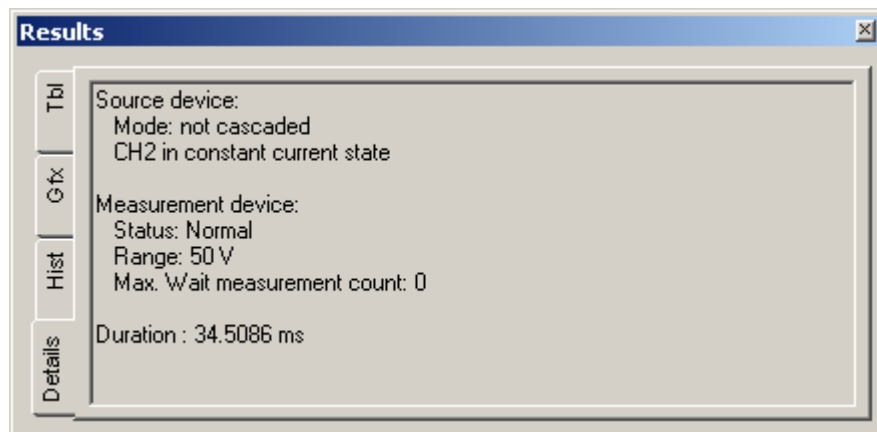 Results
Tbl
Gfx
Hist
Details
Source device:
Mode: not cascaded
CH2 in constant current state
Measurement device:
Status: Normal
Range: 50 V
Max. Wait measurement count: 0
Duration : 34.5086 ms